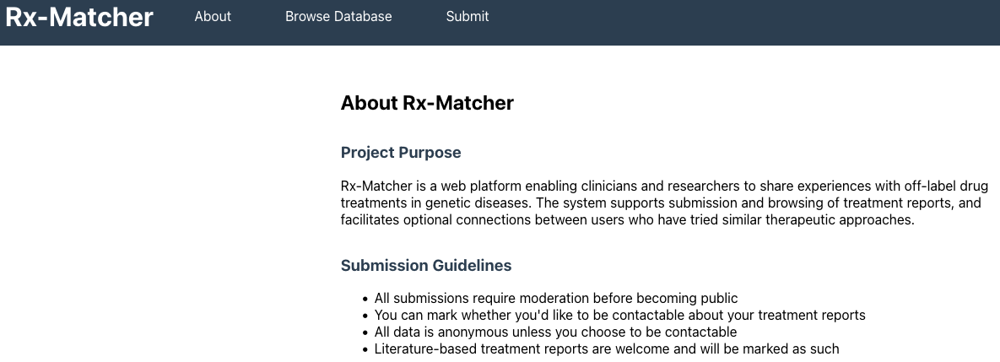 Rx-Matcher About Browse Database Submit
About Rx-Matcher
Project Purpose
Rx-Matcher is a web platform enabling clinicians and researchers to share experiences with off-label drug
treatments in genetic diseases. The system supports submission and browsing of treatment reports, and
facilitates optional connections between users who have tried similar therapeutic approaches.
Submission Guidelines
• All submissions require moderation before becoming public
• You can mark whether you'd like to be contactable about your treatment reports
• All data is anonymous unless you choose to be contactable
• Literature-based treatment reports are welcome and will be marked as such